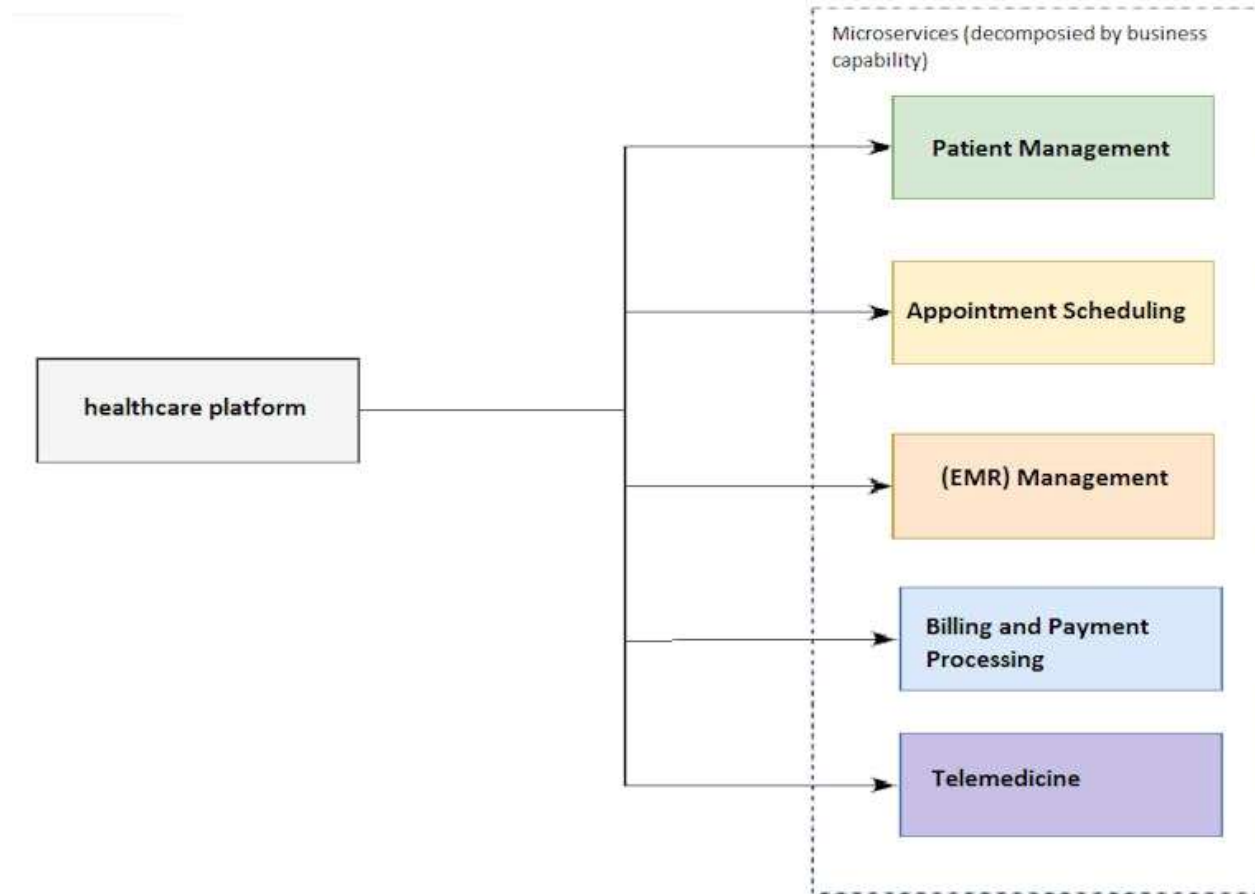 Microservices (decomposied by business
capability)
Patient Management
Appointment Scheduling
healthcare platform
(EMR) Management
Billing and Payment
Processing
Telemedicine